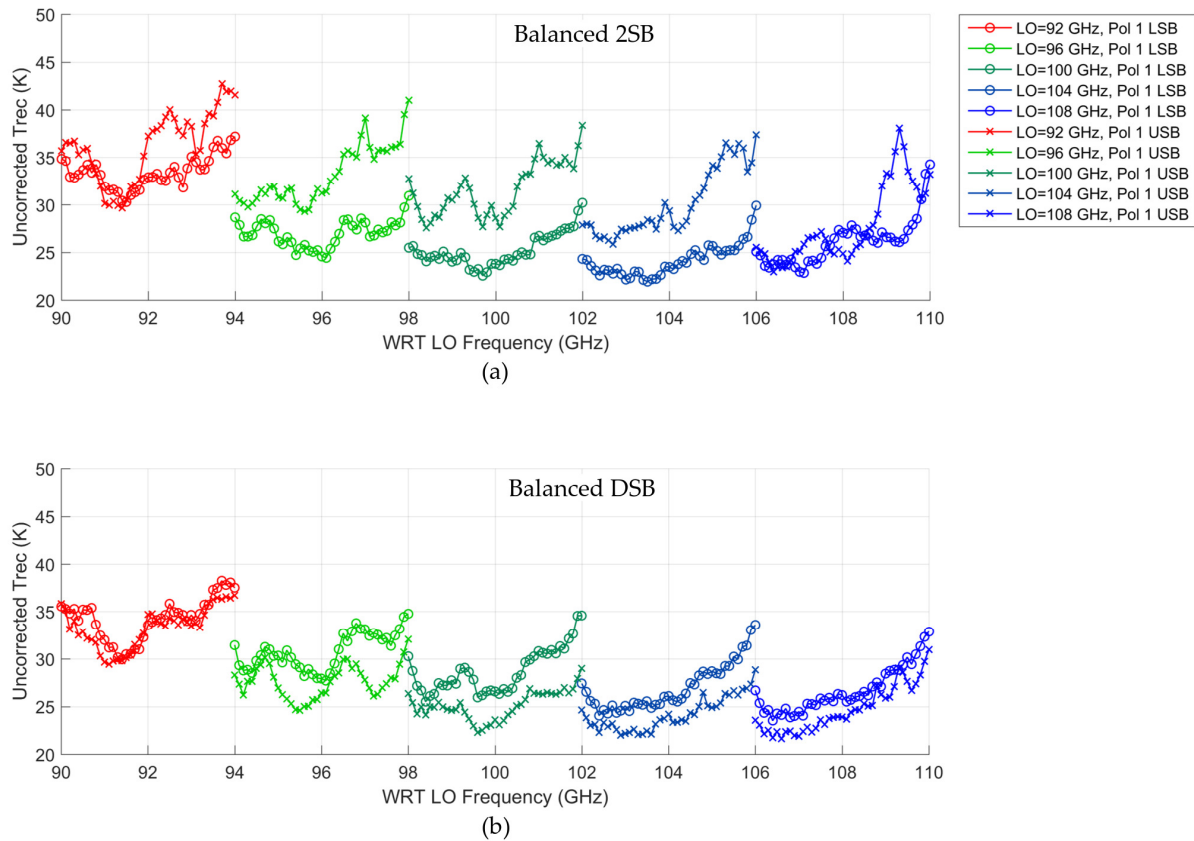 Balanced 2SB
50
45
40
35
30
25
20
Uncorrected Trec (K)
90 92 94 96 98 100 102 104 106 108 110
WRT LO Frequency (GHz)
(a)
LO=92 GHz, Pol 1 LSB
LO=96 GHz, Pol 1 LSB
LO=100 GHz, Pol 1 LSB
LO=104 GHz, Pol 1 LSB
LO=108 GHz, Pol 1 LSB
LO=92 GHz, Pol 1 USB
LO=96 GHz, Pol 1 USB
LO=100 GHz, Pol 1 USB
LO=104 GHz, Pol 1 USB
LO=108 GHz, Pol 1 USB
Balanced DSB
50
45
40
35
30
25
20
Uncorrected Trec (K)
90 92 94 96 98 100 102 104 106 108 110
WRT LO Frequency (GHz)
(b)